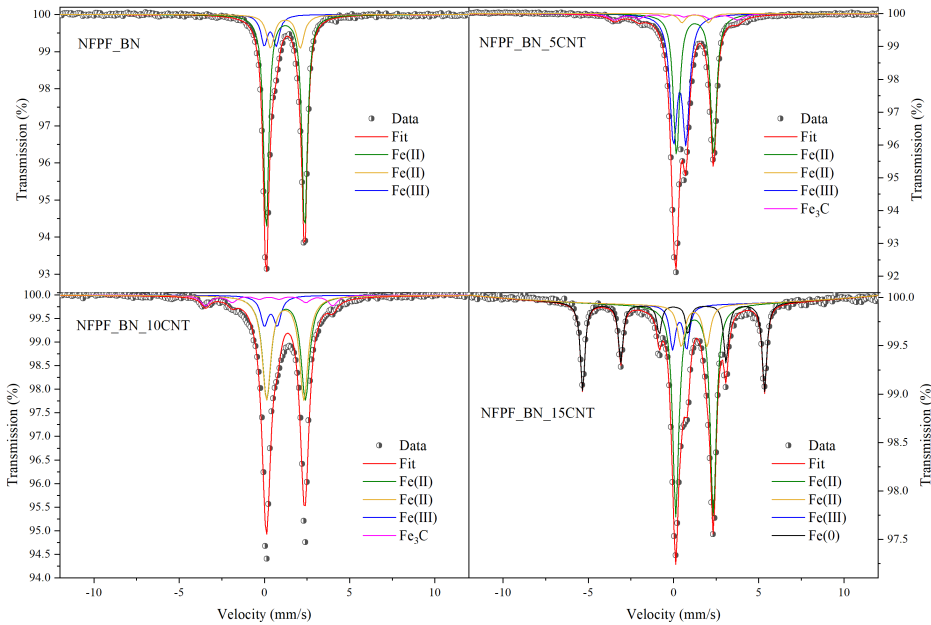 NFPF_BN
100
99
98
97
96
95
94
93
Transmission (%)
Data
Fit
Fe(II)
Fe(II)
Fe(III)
NFPF_BN_5CNT
100
99
98
97
96
95
94
93
92
Transmission (%)
Data
Fit
Fe(II)
Fe(II)
Fe(III)
Fe₃C
NFPF_BN_10CNT
100.0
99.5
99.0
98.5
98.0
97.5
97.0
96.5
96.0
95.5
95.0
94.5
94.0
Transmission (%)
Data
Fit
Fe(II)
Fe(II)
Fe(III)
Fe₃C
-10 -5 0 5 10
Velocity (mm/s)
NFPF_BN_15CNT
100.0
99.5
99.0
98.5
98.0
97.5
Transmission (%)
Data
Fit
Fe(II)
Fe(II)
Fe(III)
Fe(0)
-10 -5 0 5 10
Velocity (mm/s)